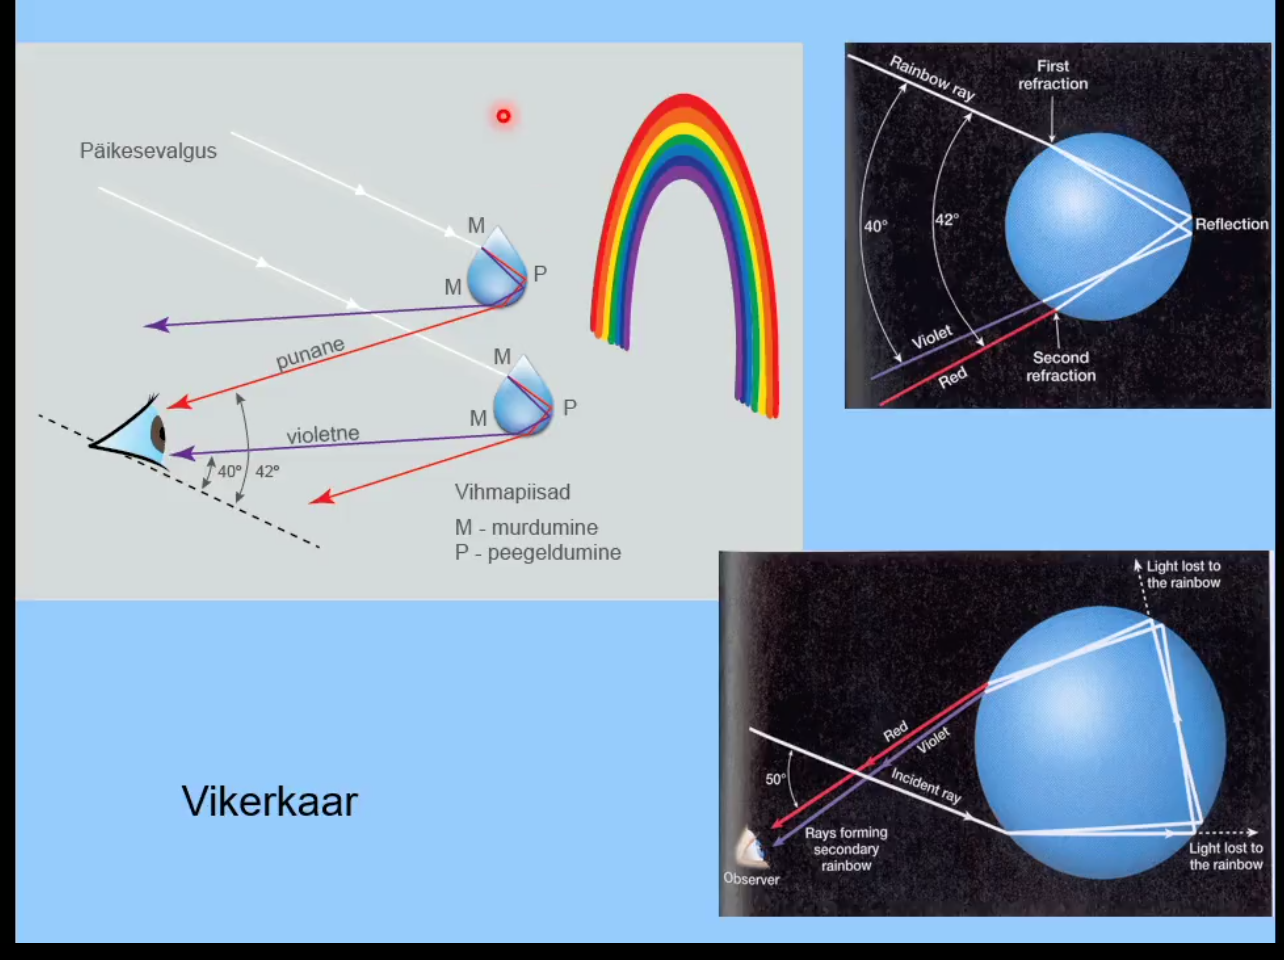 Päikesevalgus
M
P
M
punane
M
P
M
violetne
40°
42°
Vihmapiisad
M - murdumine
P - peegeldumine
Rainbow ray
First
refraction
40°
42°
Reflection
Violet
Red
Second
refraction
Light lost to
the rainbow
Red
Violet
50°
Incident ray
Rays forming
secondary
rainbow
Observer
Light lost to
the rainbow
Vikerkaar